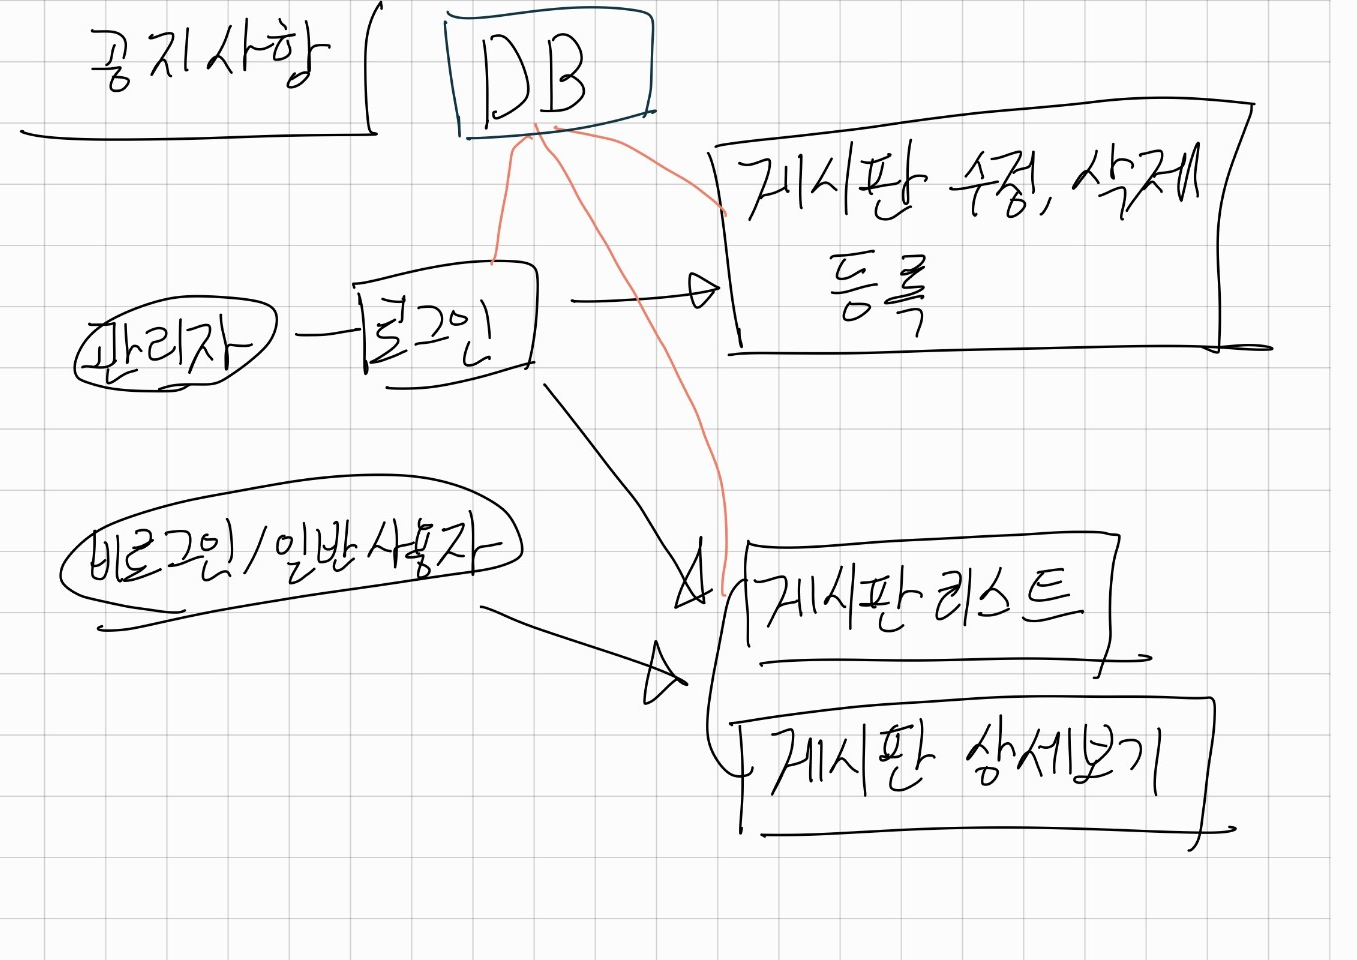 공지사항
DB
게시판 수정, 삭제
등록
관리자
로그인
비로그인/일반사용자
게시판 리스트
게시판 상세보기